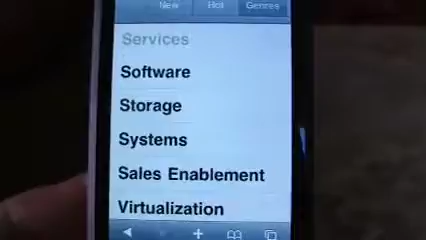 New Hot Genres
Services
Software
Storage
Systems
Sales Enablement
Virtualization